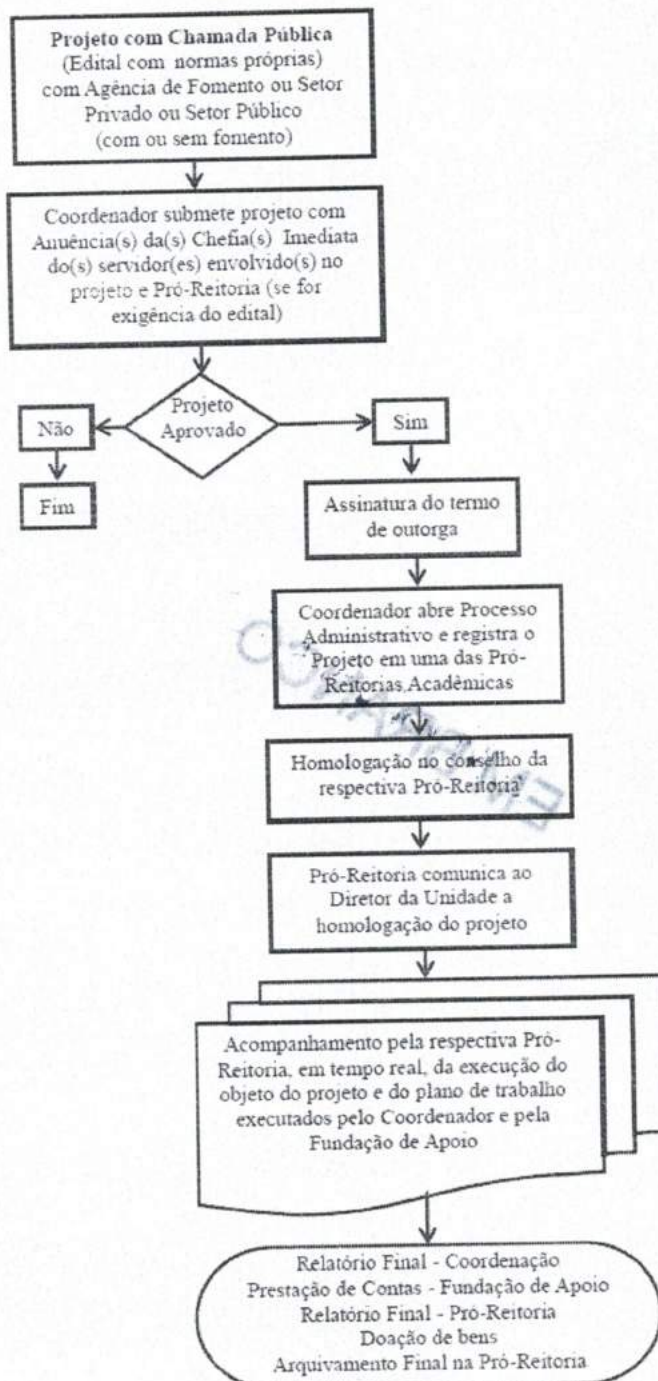 Projeto com Chamada Pública
(Edital com normas próprias)
com Agência de Fomento ou Setor
Privado ou Setor Público
(com ou sem fomento)
Coordenador submete projeto com
Anuência(s) da(s) Chefia(s) Imediata
do(s) servidor(es) envolvido(s) no
projeto e Pró-Reitoria (se for
exigência do edital)
Projeto
Aprovado
Não
Sim
Fim
Assinatura do termo
de outorga
Coordenador abre Processo
Administrativo e registra o
Projeto em uma das Pró-
Reitorias Acadêmicas
Homologação no conselho da
respectiva Pró-Reitoria
EM BRANCO
Pró-Reitoria comunica ao
Diretor da Unidade a
homologação do projeto
Acompanhamento pela respectiva Pró-
Reitoria, em tempo real, da execução do
objeto do projeto e do plano de trabalho
executados pelo Coordenador e pela
Fundação de Apoio
Relatório Final - Coordenação
Prestação de Contas - Fundação de Apoio
Relatório Final - Pró-Reitoria
Doação de bens
Arquivamento Final na Pró-Reitoria